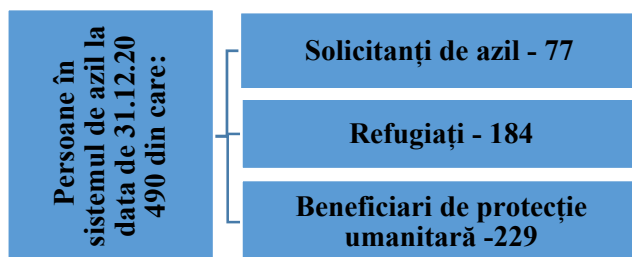 Persoane în
sistemul de azil la
data de 31.12.20
490 din care:
Solicitanți de azil - 77
Refugiați - 184
Beneficiari de protecție
umanitară -229